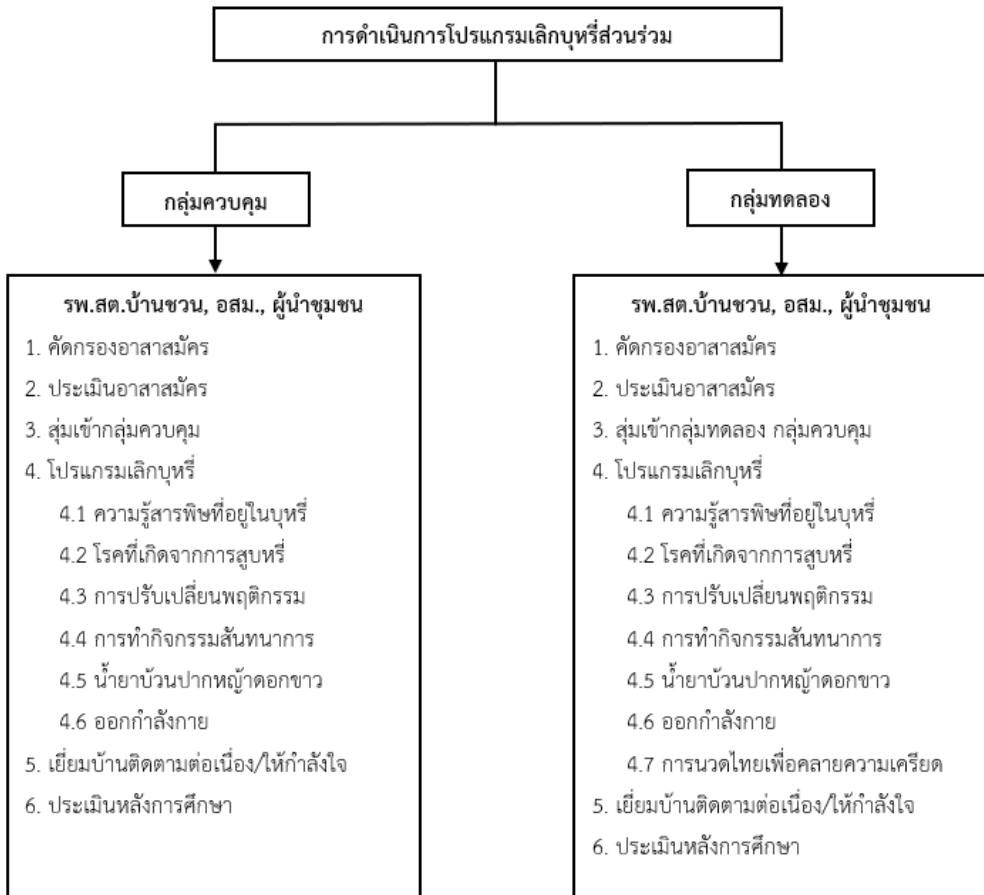 การดำเนินการโปรแกรมเลิกบุหรี่ส่วนร่วม
กลุ่มควบคุม
รพ.สต.บ้านชวน, อสม., ผู้นำชุมชน
1. คัดกรองอาสาสมัคร
2. ประเมินอาสาสมัคร
3. สุ่มเข้ากลุ่มควบคุม
4. โปรแกรมเลิกบุหรี่
4.1 ความรู้สารพิษที่อยู่ในบุหรี่
4.2 โรคที่เกิดจากการสูบหรี่
4.3 การปรับเปลี่ยนพฤติกรรม
4.4 การทำกิจกรรมสันทนาการ
4.5 น้ำยาบ้วนปากหญ้าดอกขาว
4.6 ออกกำลังกาย
5. เยี่ยมบ้านติดตามต่อเนื่อง/ให้กำลังใจ
6. ประเมินหลังการศึกษา
กลุ่มทดลอง
รพ.สต.บ้านชวน, อสม., ผู้นำชุมชน
1. คัดกรองอาสาสมัคร
2. ประเมินอาสาสมัคร
3. สุ่มเข้ากลุ่มทดลอง กลุ่มควบคุม
4. โปรแกรมเลิกบุหรี่
4.1 ความรู้สารพิษที่อยู่ในบุหรี่
4.2 โรคที่เกิดจากการสูบหรี่
4.3 การปรับเปลี่ยนพฤติกรรม
4.4 การทำกิจกรรมสันทนาการ
4.5 น้ำยาบ้วนปากหญ้าดอกขาว
4.6 ออกกำลังกาย
4.7 การนวดไทยเพื่อคลายความเครียด
5. เยี่ยมบ้านติดตามต่อเนื่อง/ให้กำลังใจ
6. ประเมินหลังการศึกษา